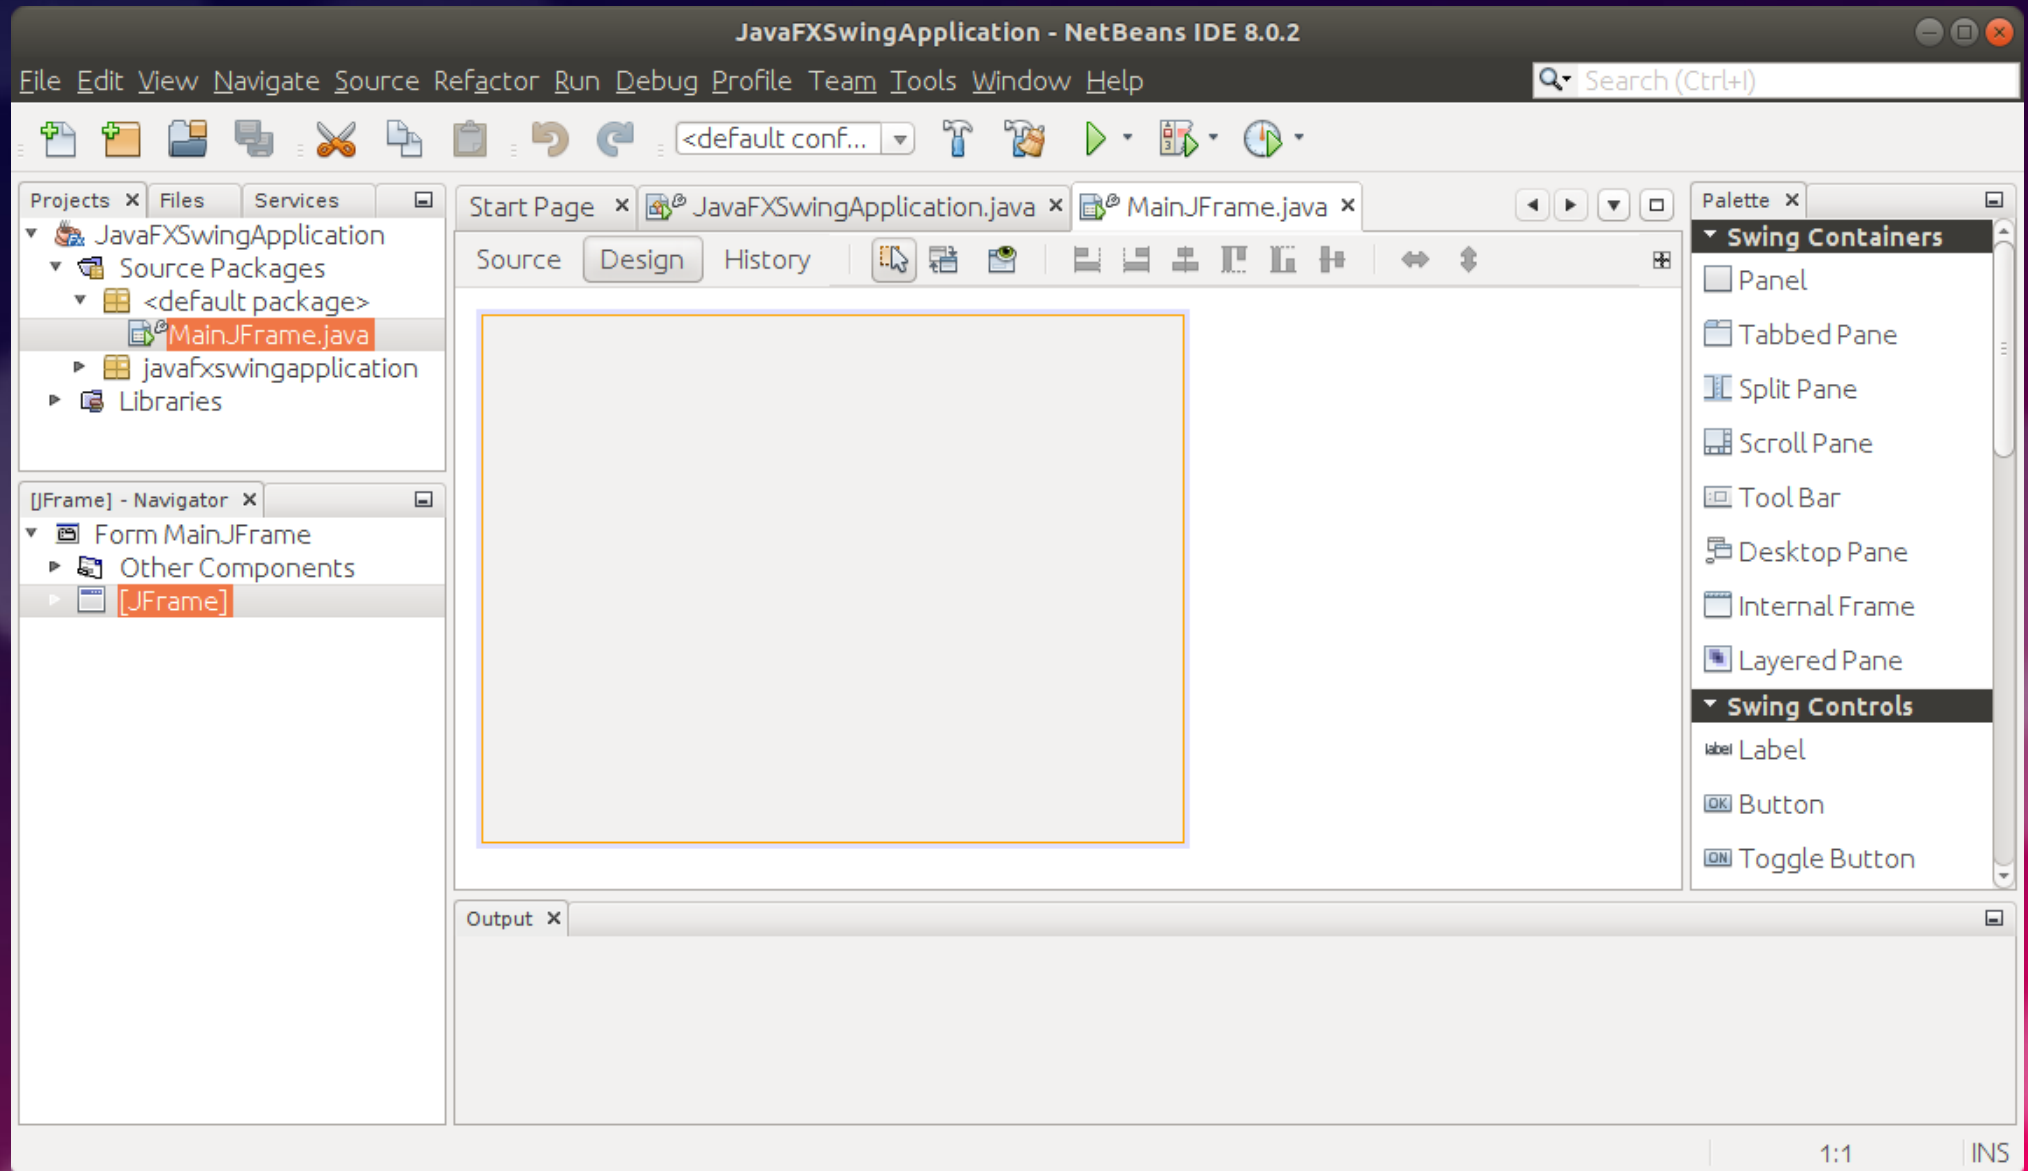 JavaFXSwingApplication - NetBeans IDE 8.0.2
File Edit View Navigate Source Refactor Run Debug Profile Team Tools Window Help
Search (Ctrl+I)
<default conf...
Projects Files Services
JavaFXSwingApplication
Source Packages
<default package>
MainJFrame.java
javafxswingapplication
Libraries
[JFrame] - Navigator
Form MainJFrame
Other Components
[JFrame]
Start Page JavaFXSwingApplication.java MainJFrame.java
Source Design History
Palette
Swing Containers
Panel
Tabbed Pane
Split Pane
Scroll Pane
Tool Bar
Desktop Pane
Internal Frame
Layered Pane
Swing Controls
label Label
OK Button
ON Toggle Button
Output
1:1 INS